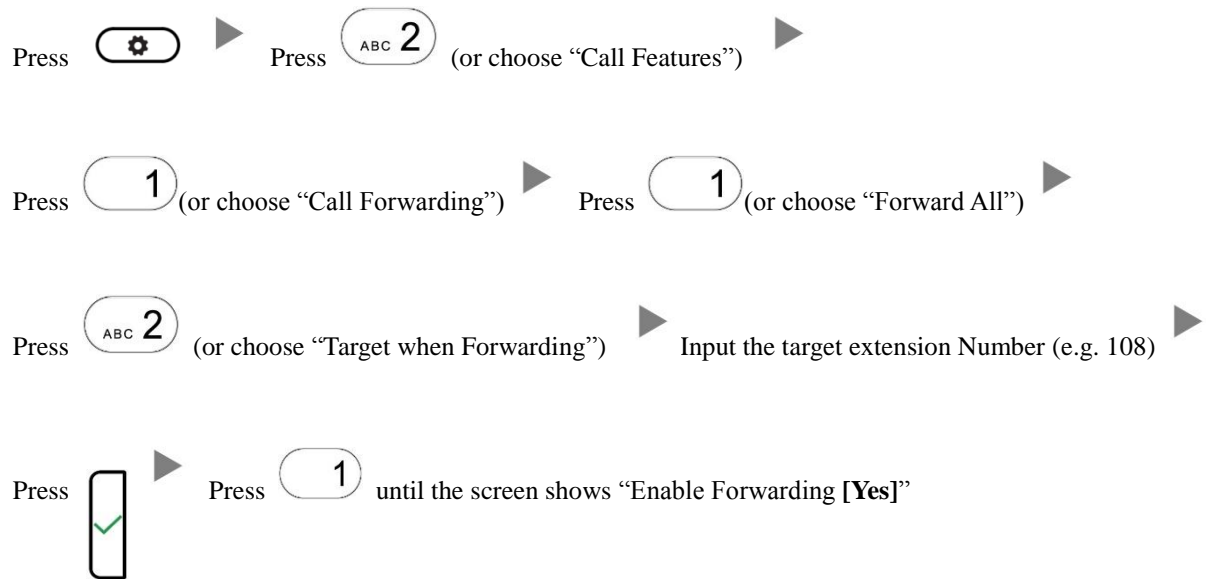 Press Press ABC 2 (or choose “Call Features”)
Press 1 (or choose “Call Forwarding”) Press 1 (or choose “Forward All”)
Press ABC 2 (or choose “Target when Forwarding”) Input the target extension Number (e.g. 108)
Press Press 1 until the screen shows “Enable Forwarding [Yes]”